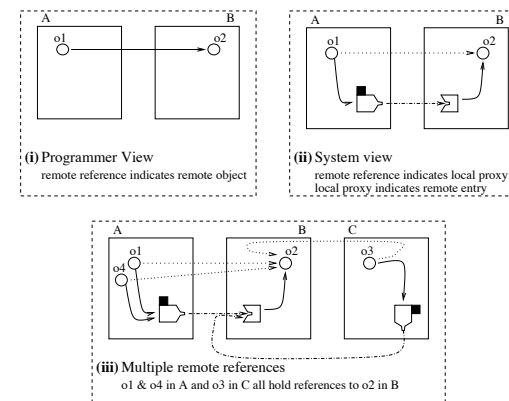 A B
o1 o2
(i) Programmer View
remote reference indicates remote object
A B
o1 o2
(ii) System view
remote reference indicates local proxy
local proxy indicates remote entry
A B C
o1 o2 o3
o4
(iii) Multiple remote references
o1 & o4 in A and o3 in C all hold references to o2 in B